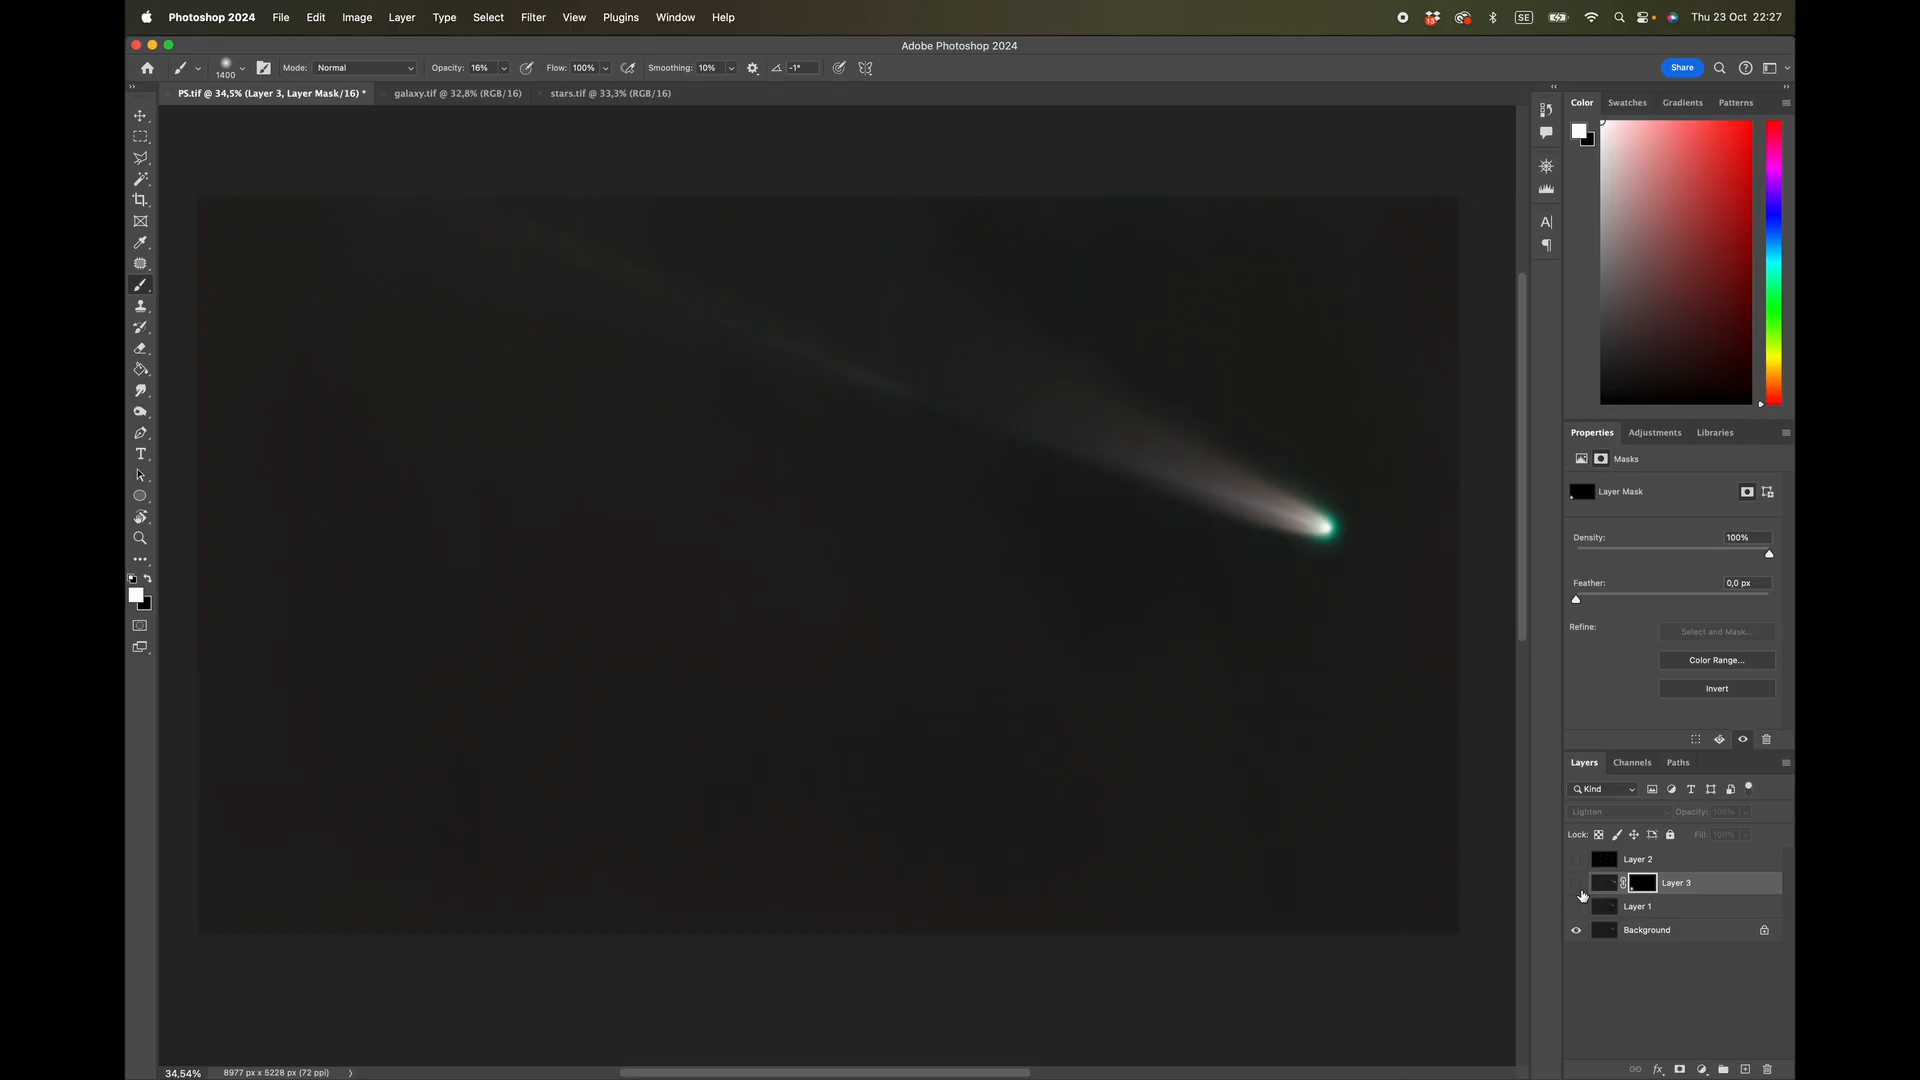 Photoshop 2024 File Edit Image Layer Type Select Filter View Plugins Window Help 13 SE Thu 23 Oct 22:27
Adobe Photoshop 2024
1400 Mode: Normal Opacity: 16% Flow: 100% Smoothing: 10% -1° Share
PS.tif @ 34,5% (Layer 3, Layer Mask/16) * galaxy.tif @ 32,8% (RGB/16) stars.tif @ 33,3% (RGB/16)
Color Swatches Gradients Patterns
Properties Adjustments Libraries
Masks
Layer Mask
Density: 100%
Feather: 0,0 px
Refine:
Select and Mask...
Color Range...
Invert
Layers Channels Paths
Kind
Lighten Opacity: 100%
Lock: Fill: 100%
Layer 2
Layer 3
Layer 1
Background
34,54% 8977 px x 5228 px (72 ppi)